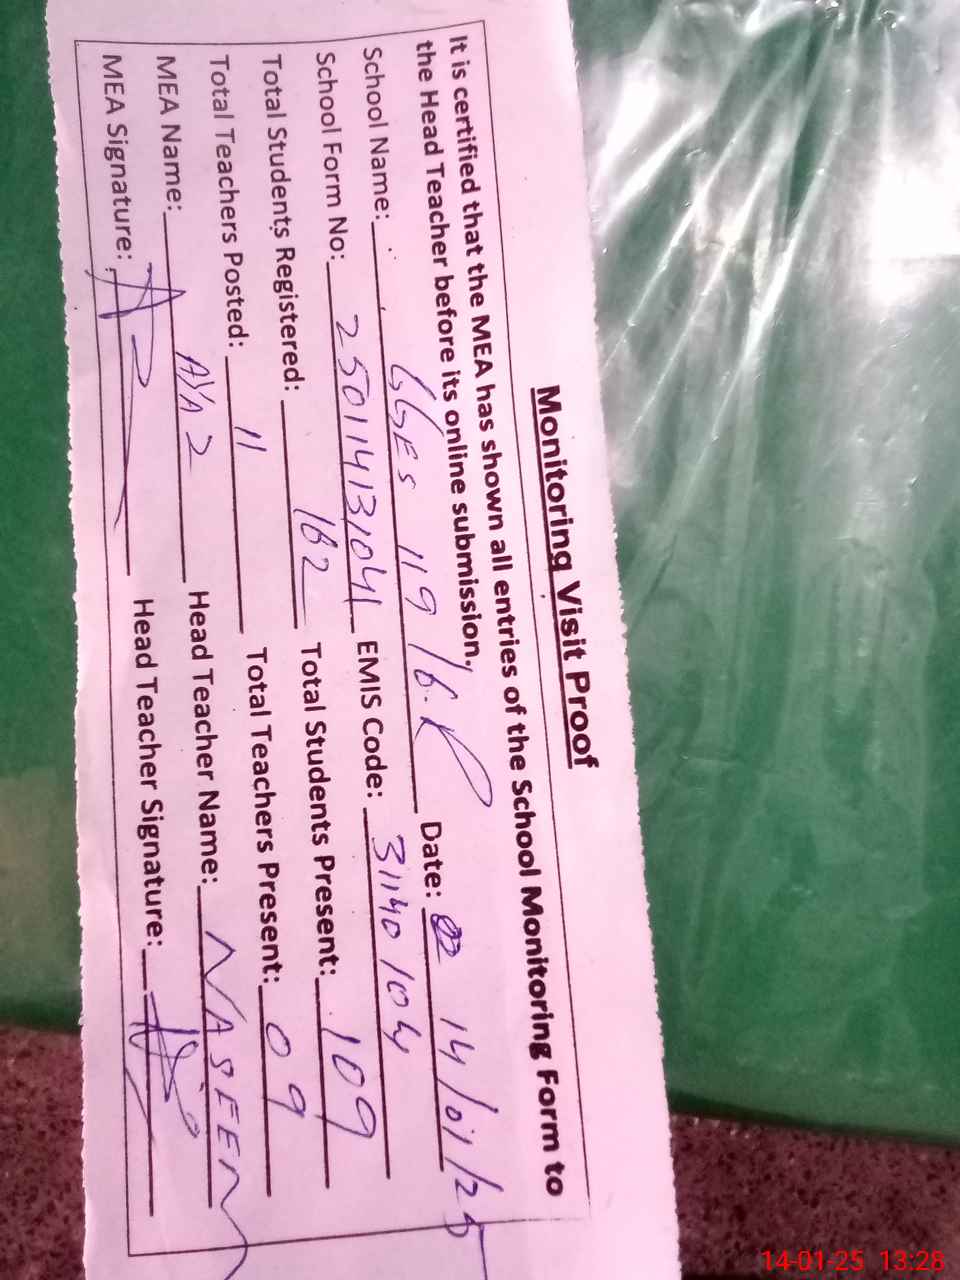 Monitoring Visit Proof
It is certified that the MEA has shown all entries of the School Monitoring Form to
the Head Teacher before its online submission.
School Name: GGES 119/6.R Date: 14/01/25
School Form No: 250114131041 EMIS Code: 31140104
Total Students Registered: 162 Total Students Present: 109
Total Teachers Posted: 11 Total Teachers Present: 09
MEA Name: Head Teacher Name: NASEEM
MEA Signature: Head Teacher Signature:
14-01-25 13:28